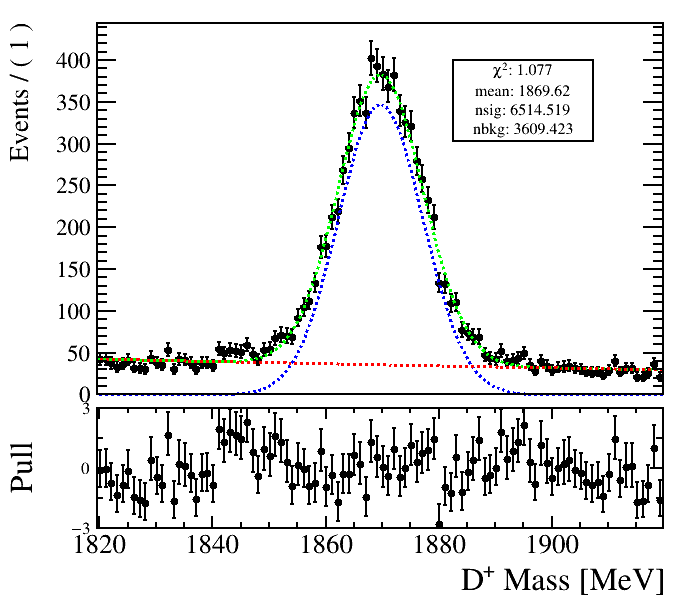 Events / ( 1 )
400
350
300
250
200
150
100
50
0
χ²: 1.077
mean: 1869.62
nsig: 6514.519
nbkg: 3609.423
Pull
3
0
−3
1820 1840 1860 1880 1900
D⁺ Mass [MeV]